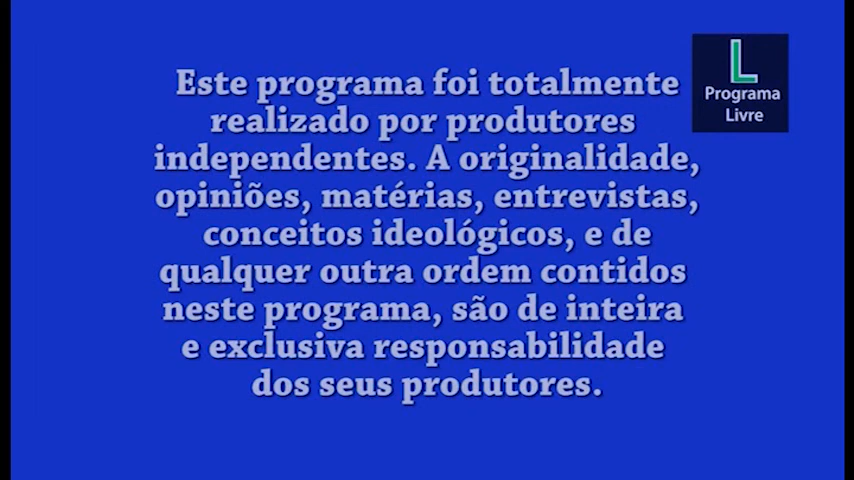 Este programa foi totalmente
realizado por produtores
independentes. A originalidade,
opiniões, matérias, entrevistas,
conceitos ideológicos, e de
qualquer outra ordem contidos
neste programa, são de inteira
e exclusiva responsabilidade
dos seus produtores.
L
Programa
Livre